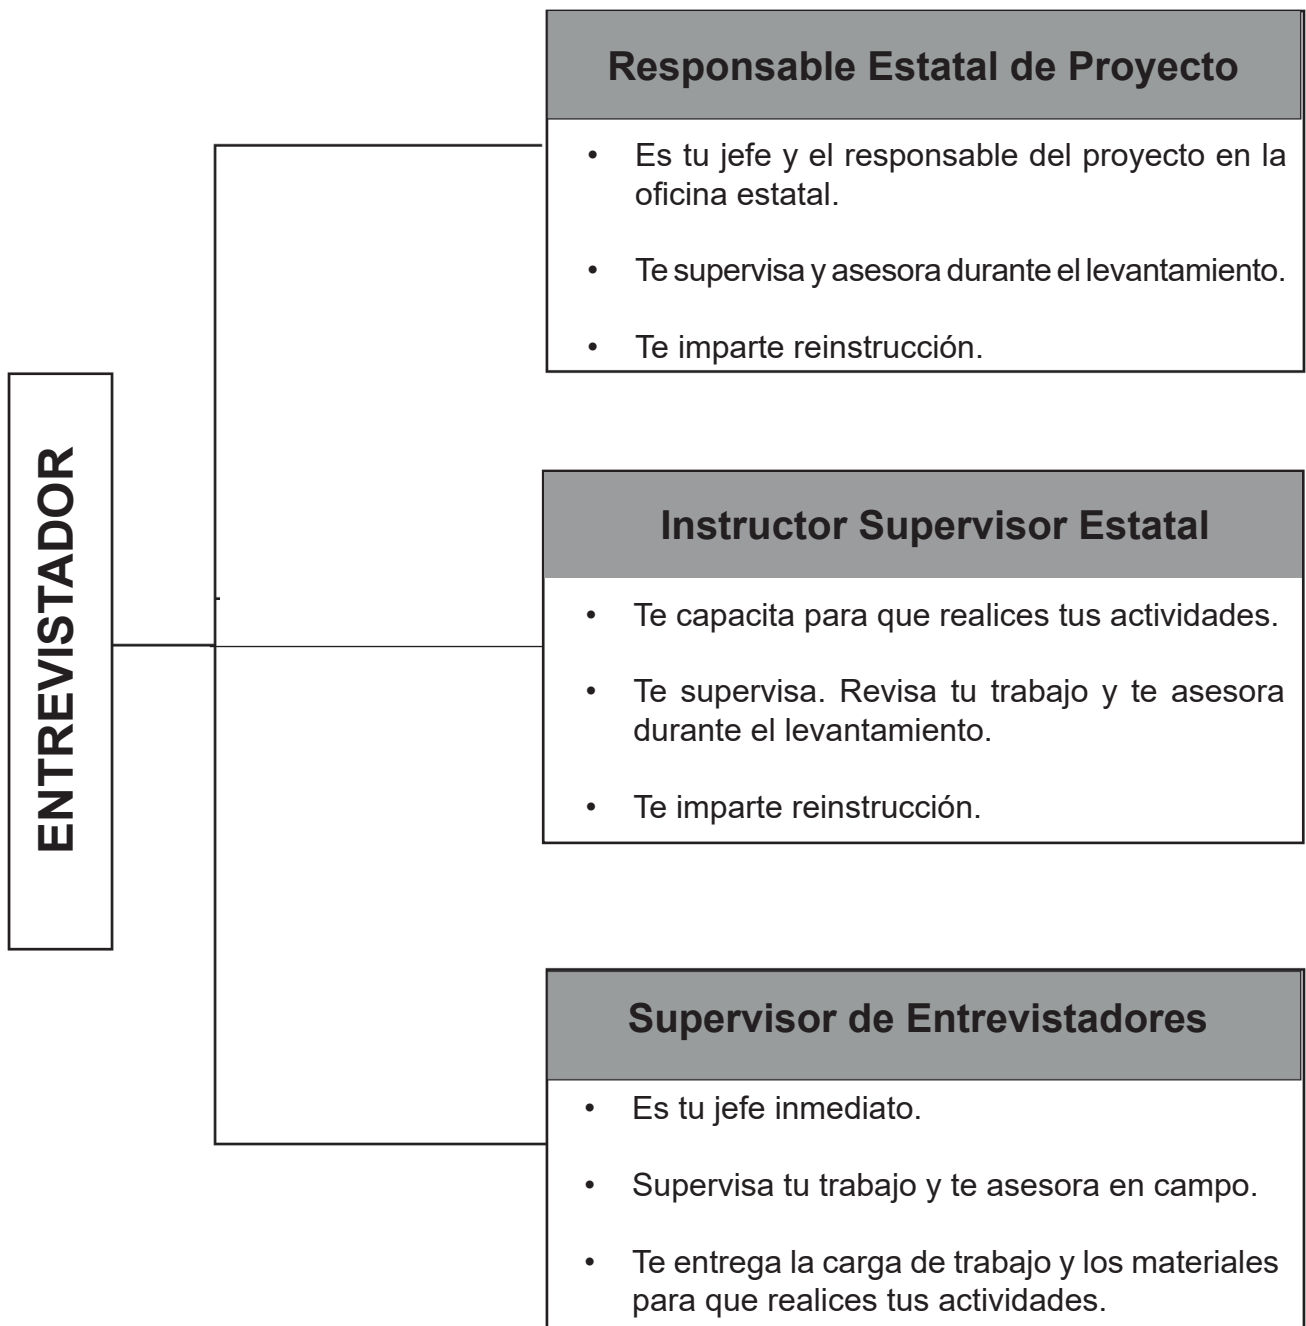 Responsable Estatal de Proyecto
• Es tu jefe y el responsable del proyecto en la
oficina estatal.
• Te supervisa y asesora durante el levantamiento.
• Te imparte reinstrucción.
ENTREVISTADOR
Instructor Supervisor Estatal
• Te capacita para que realices tus actividades.
• Te supervisa. Revisa tu trabajo y te asesora
durante el levantamiento.
• Te imparte reinstrucción.
Supervisor de Entrevistadores
• Es tu jefe inmediato.
• Supervisa tu trabajo y te asesora en campo.
• Te entrega la carga de trabajo y los materiales
para que realices tus actividades.